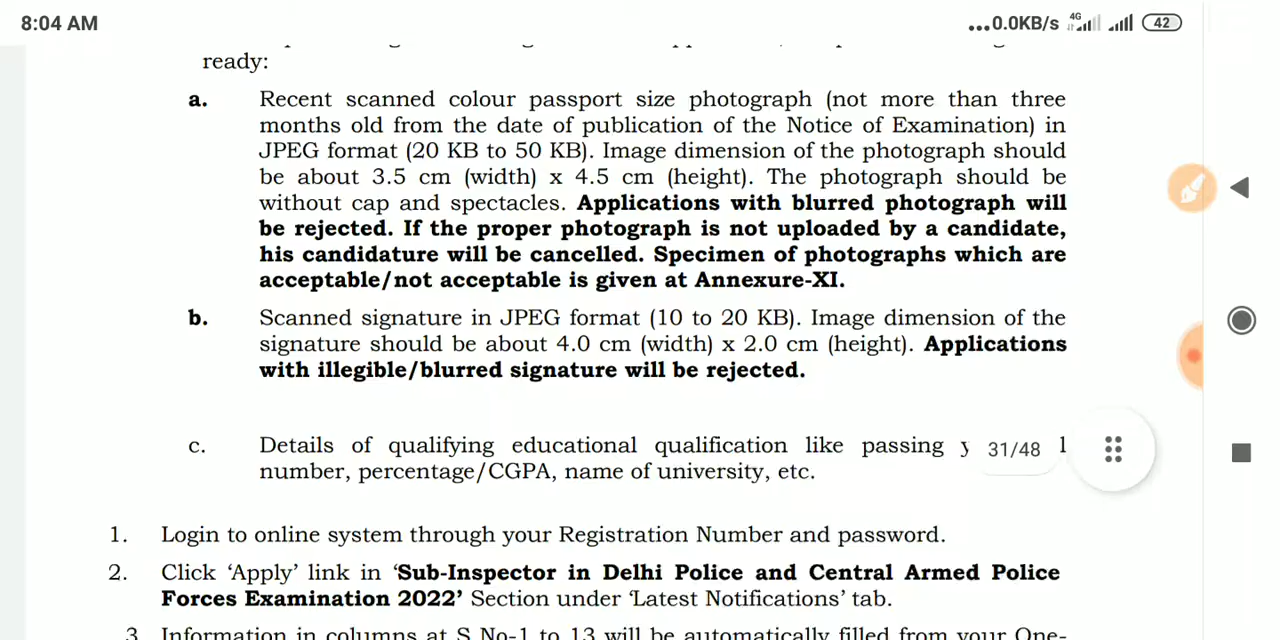 8:04 AM
...0.0KB/s 4G 42
ready:
a. Recent scanned colour passport size photograph (not more than three
months old from the date of publication of the Notice of Examination) in
JPEG format (20 KB to 50 KB). Image dimension of the photograph should
be about 3.5 cm (width) x 4.5 cm (height). The photograph should be
without cap and spectacles. Applications with blurred photograph will
be rejected. If the proper photograph is not uploaded by a candidate,
his candidature will be cancelled. Specimen of photographs which are
acceptable/not acceptable is given at Annexure-XI.
b. Scanned signature in JPEG format (10 to 20 KB). Image dimension of the
signature should be about 4.0 cm (width) x 2.0 cm (height). Applications
with illegible/blurred signature will be rejected.
c. Details of qualifying educational qualification like passing
31/48
number, percentage/CGPA, name of university, etc.
1. Login to online system through your Registration Number and password.
2. Click 'Apply' link in 'Sub-Inspector in Delhi Police and Central Armed Police
Forces Examination 2022' Section under 'Latest Notifications' tab.
3. Information in columns at S No-1 to 13 will be automatically filled from your One-